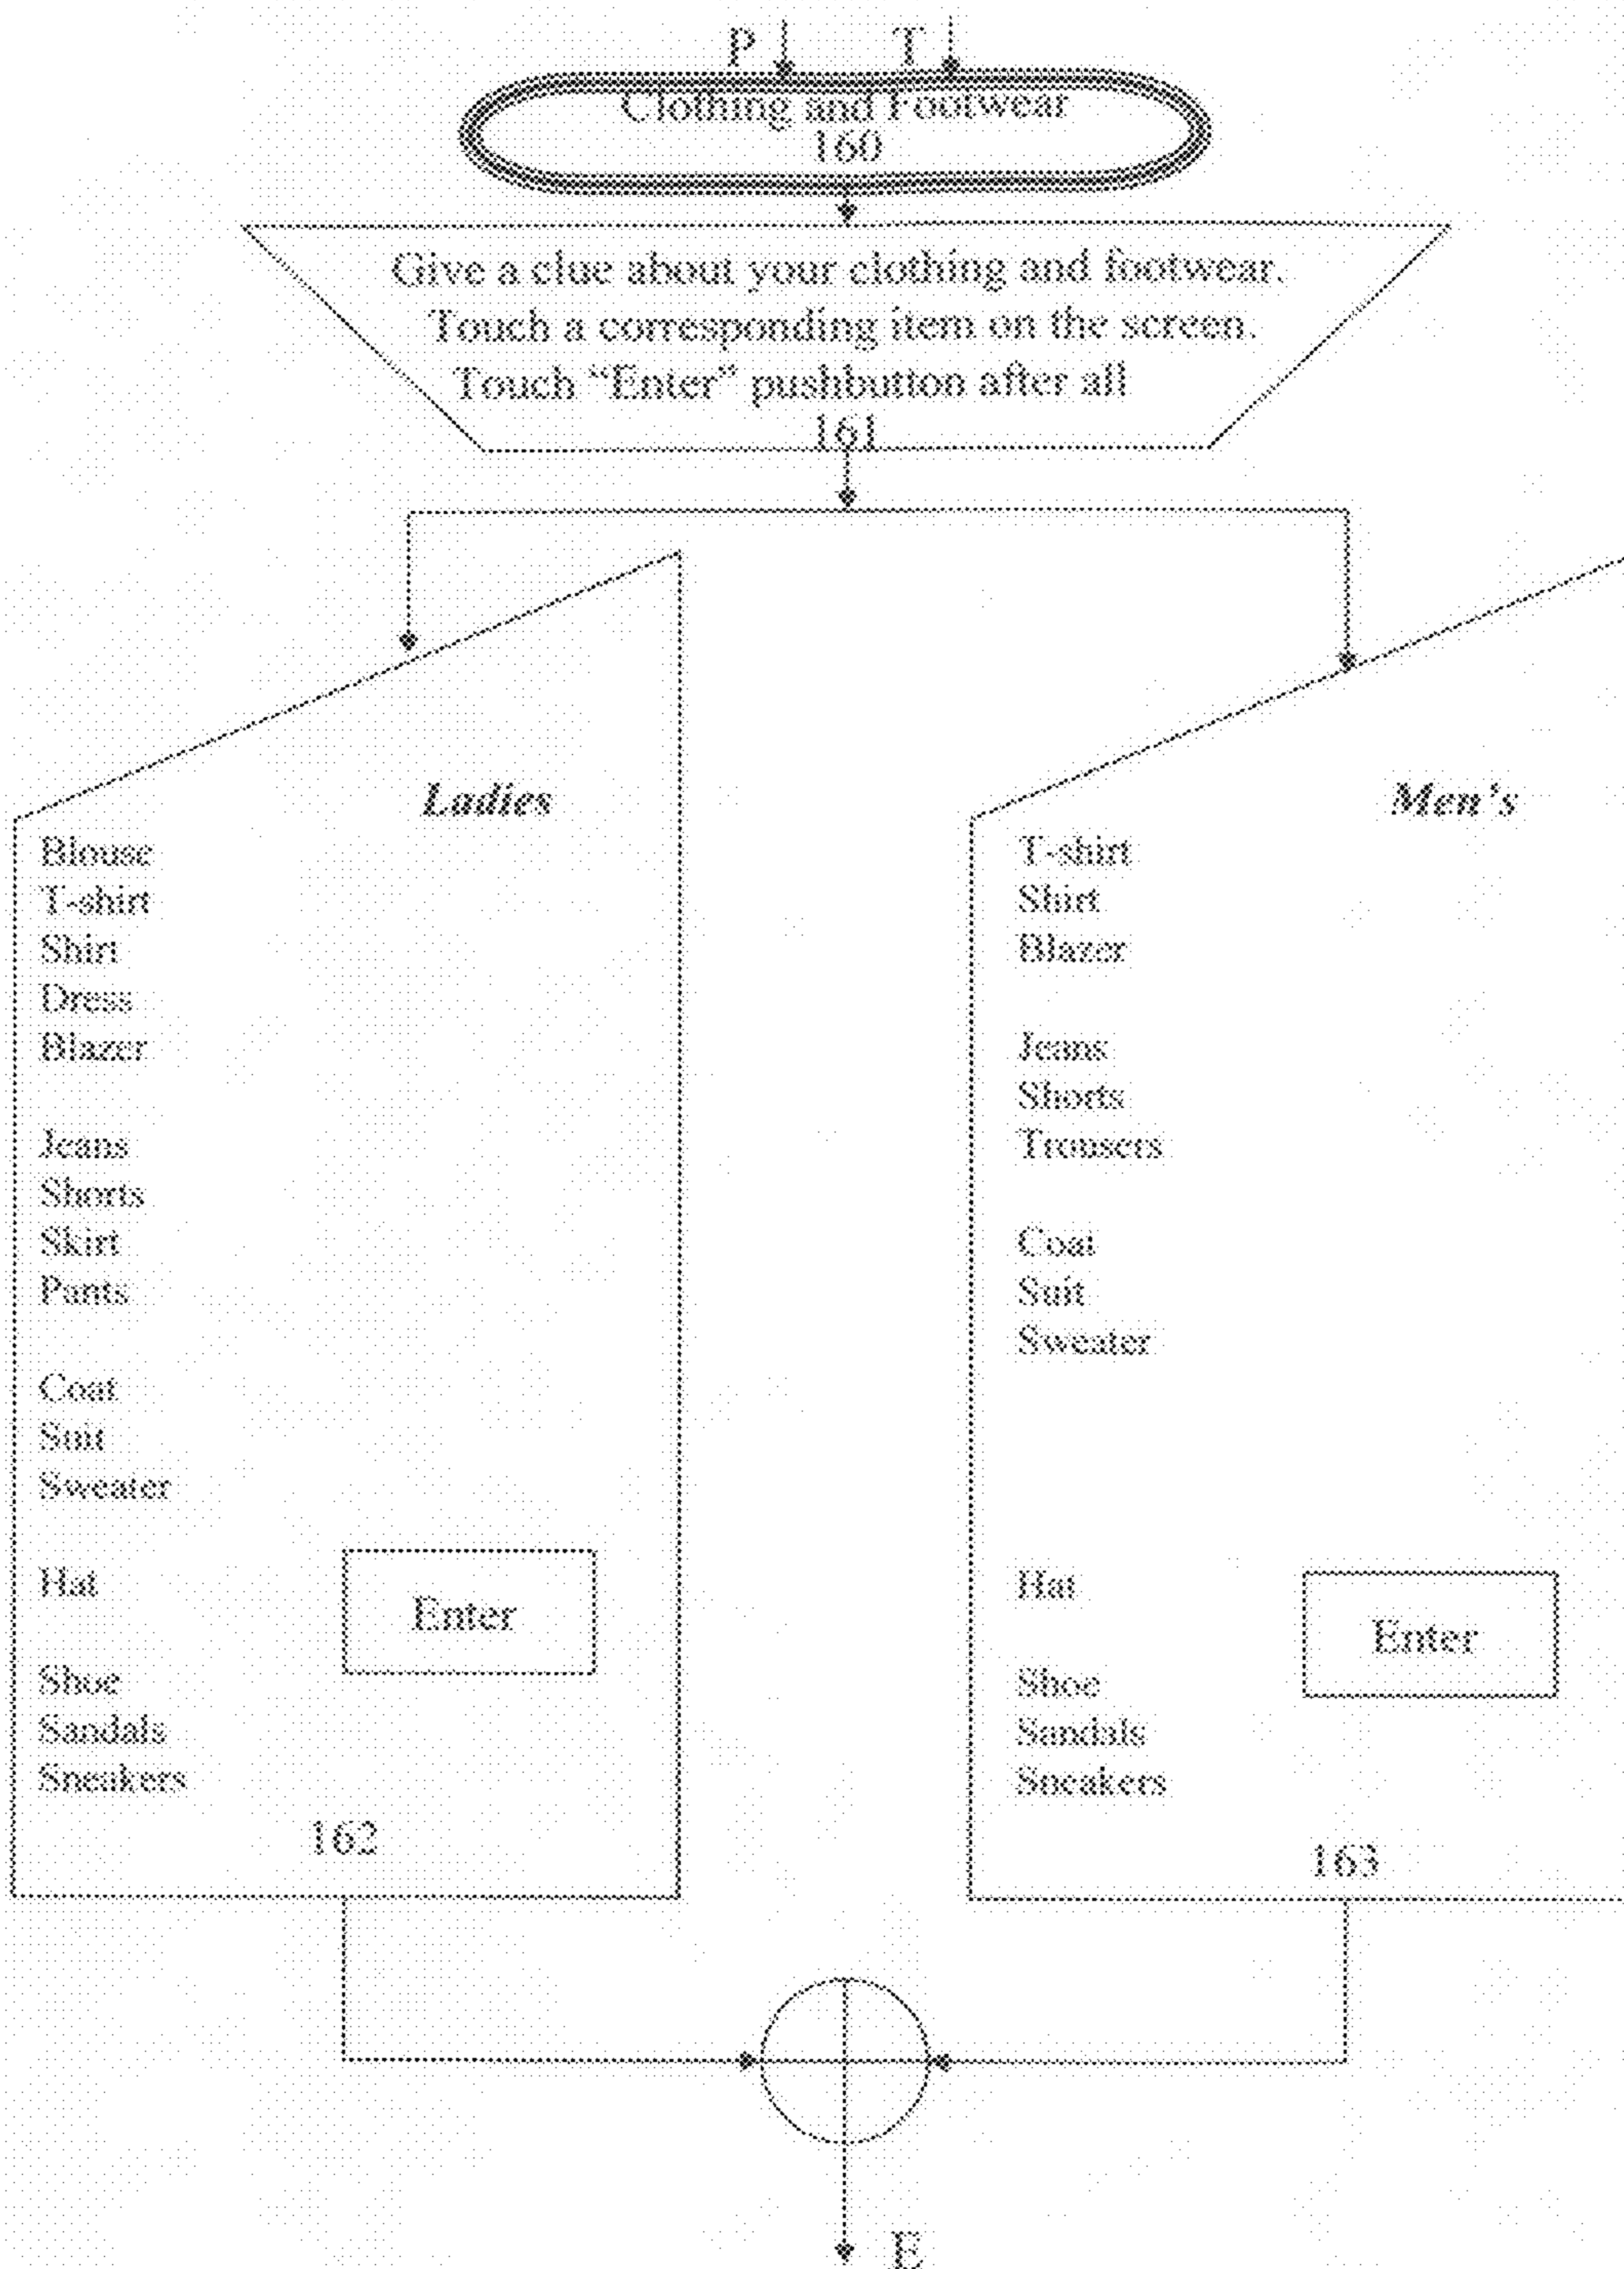 P T
Clothing and Footwear
160
Give a clue about your clothing and footwear.
Touch a corresponding item on the screen.
Touch “Enter” pushbutton after all
161
Ladies
Blouse
T-shirt
Shirt
Dress
Blazer
Jeans
Shorts
Skirt
Pants
Coat
Suit
Sweater
Hat
Enter
Shoe
Sandals
Sneakers
162
Men's
T-shirt
Shirt
Blazer
Jeans
Shorts
Trousers
Coat
Suit
Sweater
Hat
Enter
Shoe
Sandals
Sneakers
163
E